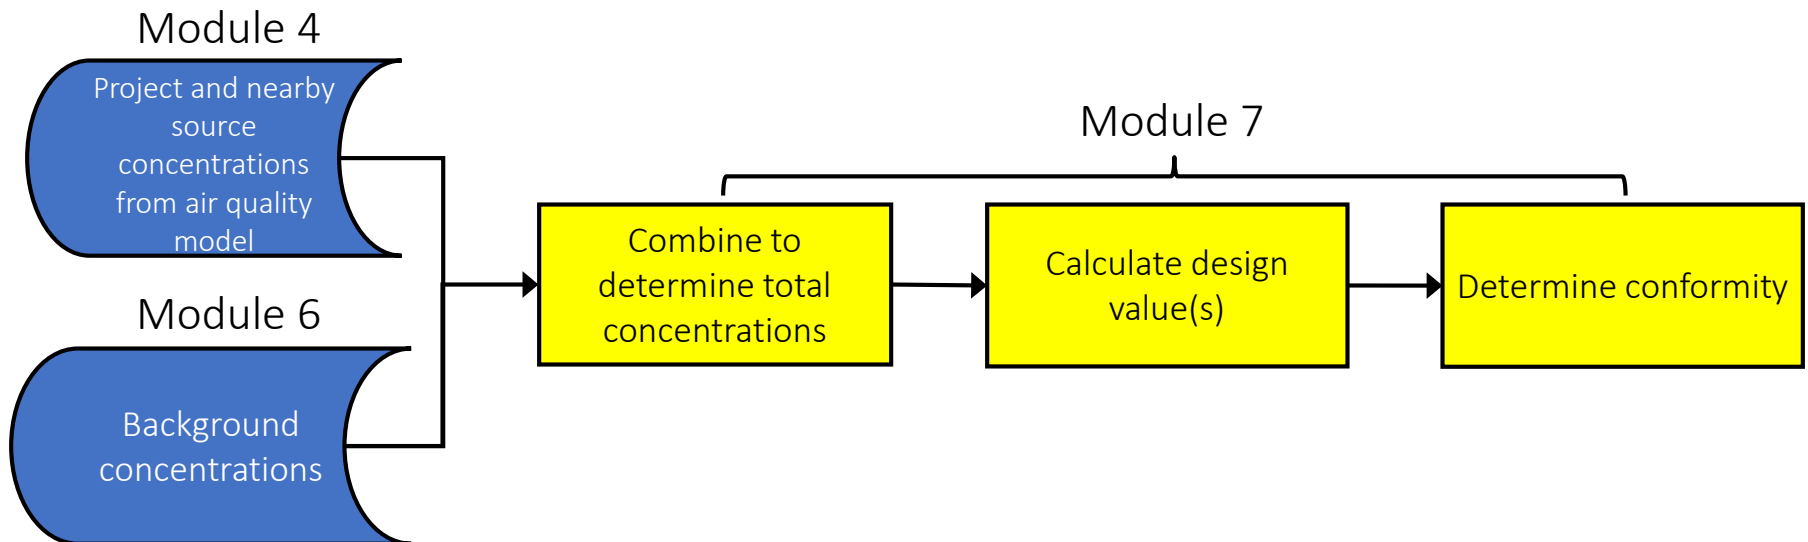 Module 4
Project and nearby
source
concentrations
from air quality
model
Module 6
Background
concentrations
Module 7
Combine to
determine total
concentrations
Calculate design
value(s)
Determine conformity